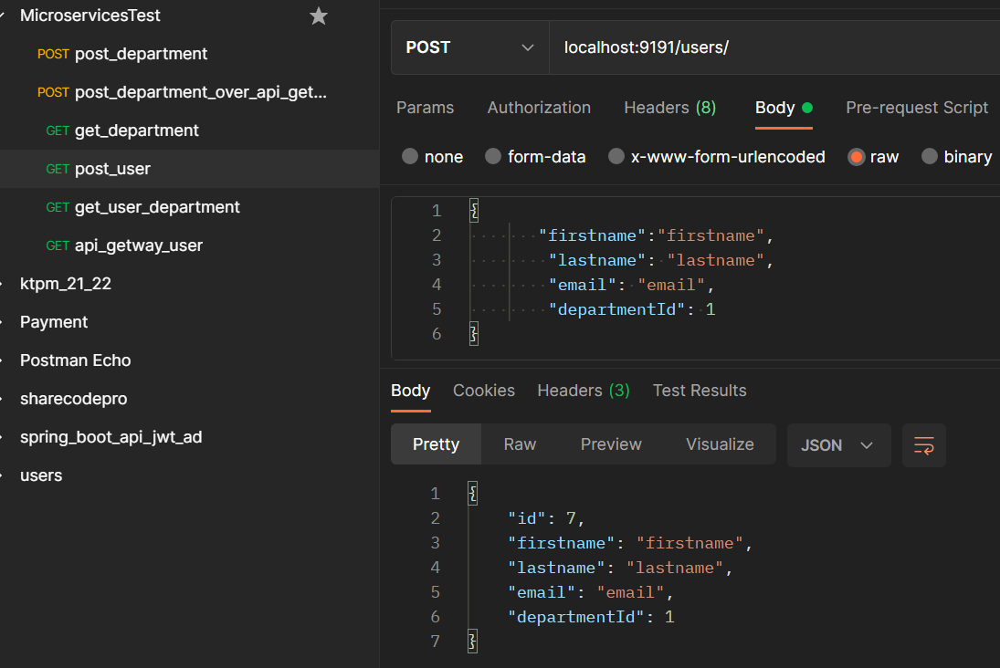 MicroservicesTest
POST post_department
POST post_department_over_api_get...
GET get_department
GET post_user
GET get_user_department
GET api_getway_user
ktpm_21_22
Payment
Postman Echo
sharecodepro
spring_boot_api_jwt_ad
users
POST localhost:9191/users/
Params Authorization Headers (8) Body Pre-request Script
none form-data x-www-form-urlencoded raw binary
1 {
2 "firstname":"firstname",
3 "lastname": "lastname",
4 "email": "email",
5 "departmentId": 1
6 }
Body Cookies Headers (3) Test Results
Pretty Raw Preview Visualize JSON
1 {
2 "id": 7,
3 "firstname": "firstname",
4 "lastname": "lastname",
5 "email": "email",
6 "departmentId": 1
7 }